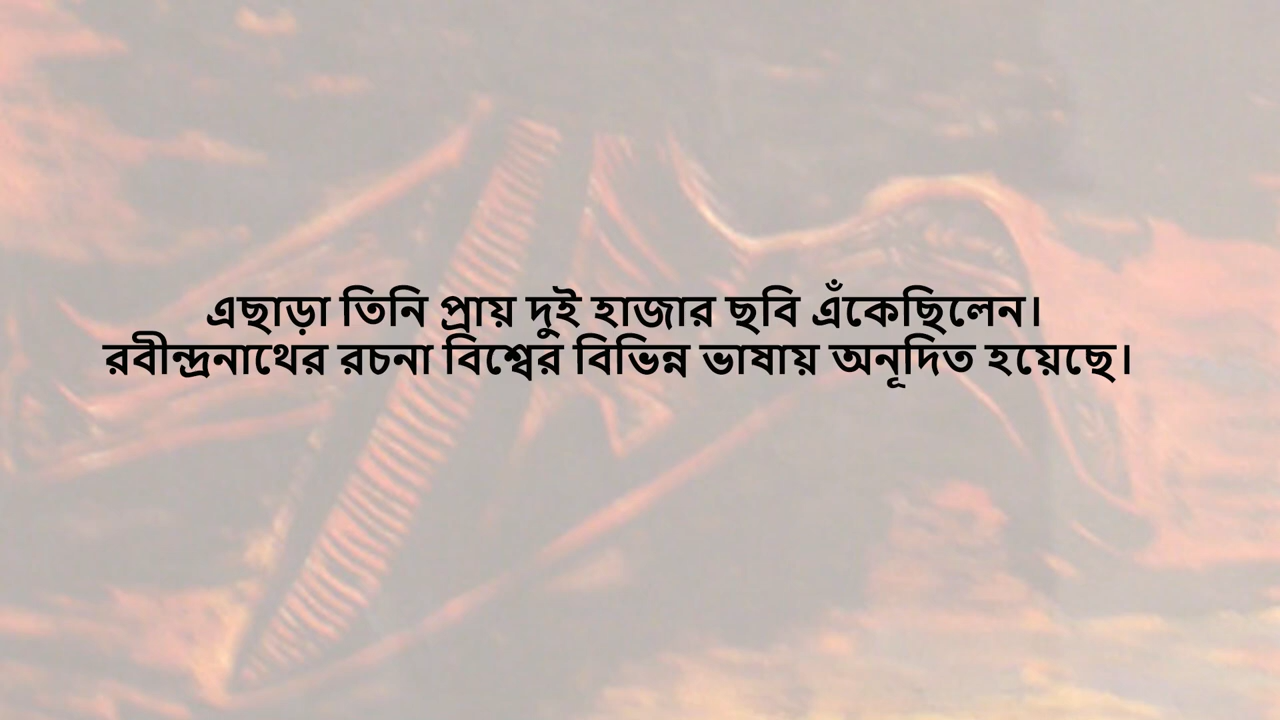 এছাড়া তিনি প্রায় দুই হাজার ছবি এঁকেছিলেন।
রবীন্দ্রনাথের রচনা বিশ্বের বিভিন্ন ভাষায় অনূদিত হয়েছে।